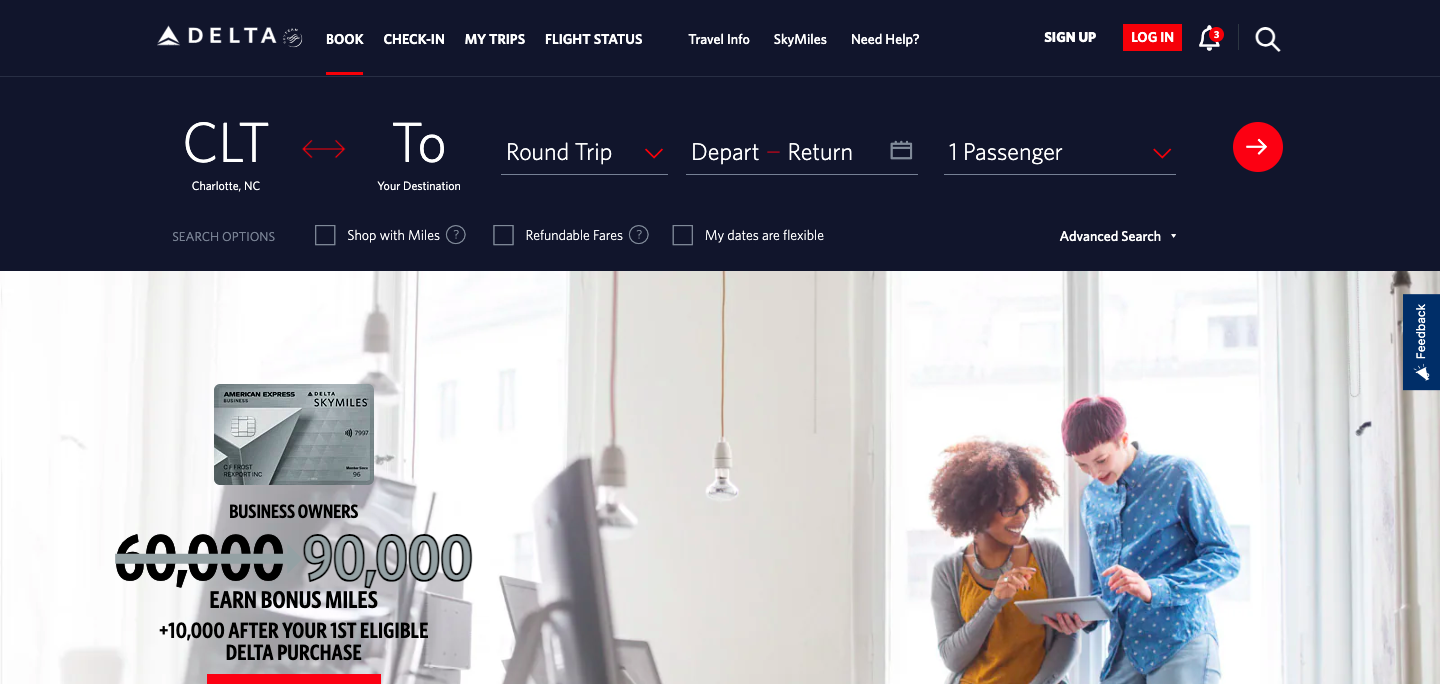 DELTA
BOOK CHECK-IN MY TRIPS FLIGHT STATUS Travel Info SkyMiles Need Help? SIGN UP LOG IN 3
CLT To
Round Trip Depart – Return 1 Passenger
Charlotte, NC Your Destination
SEARCH OPTIONS Shop with Miles ? Refundable Fares ? My dates are flexible Advanced Search
Feedback
AMERICAN EXPRESS DELTA
BUSINESS SKYMILES
7997
C F FROST
REXPORT INC 96
BUSINESS OWNERS
60,000 90,000
EARN BONUS MILES
+10,000 AFTER YOUR 1ST ELIGIBLE
DELTA PURCHASE